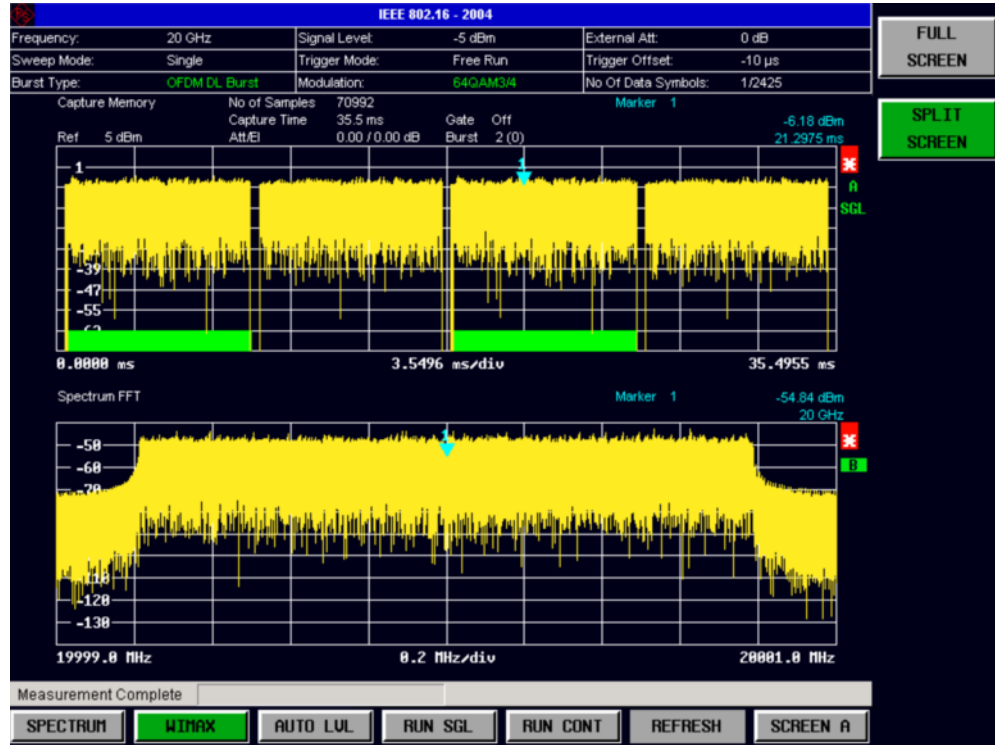 IEEE 802.16 - 2004
Frequency: 20 GHz Signal Level: -5 dBm External Att: 0 dB
Sweep Mode: Single Trigger Mode: Free Run Trigger Offset: -10 µs
Burst Type: OFDM DL Burst Modulation: 64QAM3/4 No Of Data Symbols: 1/2425
FULL SCREEN
SPLIT SCREEN
Capture Memory No of Samples 70992 Marker 1
Capture Time 35.5 ms Gate Off -6.18 dBm
Ref 5 dBm Att/El 0.00 / 0.00 dB Burst 2 (0) 21.2975 ms
1
1
A
SGL
-39
-47
-55
0.0000 ms 3.5496 ms/div 35.4955 ms
Spectrum FFT Marker 1 -54.84 dBm
20 GHz
1
-50
-60
-70
B
-110
-120
-130
19999.0 MHz 0.2 MHz/div 20001.0 MHz
Measurement Complete
SPECTRUM WIMAX AUTO LVL RUN SGL RUN CONT REFRESH SCREEN A